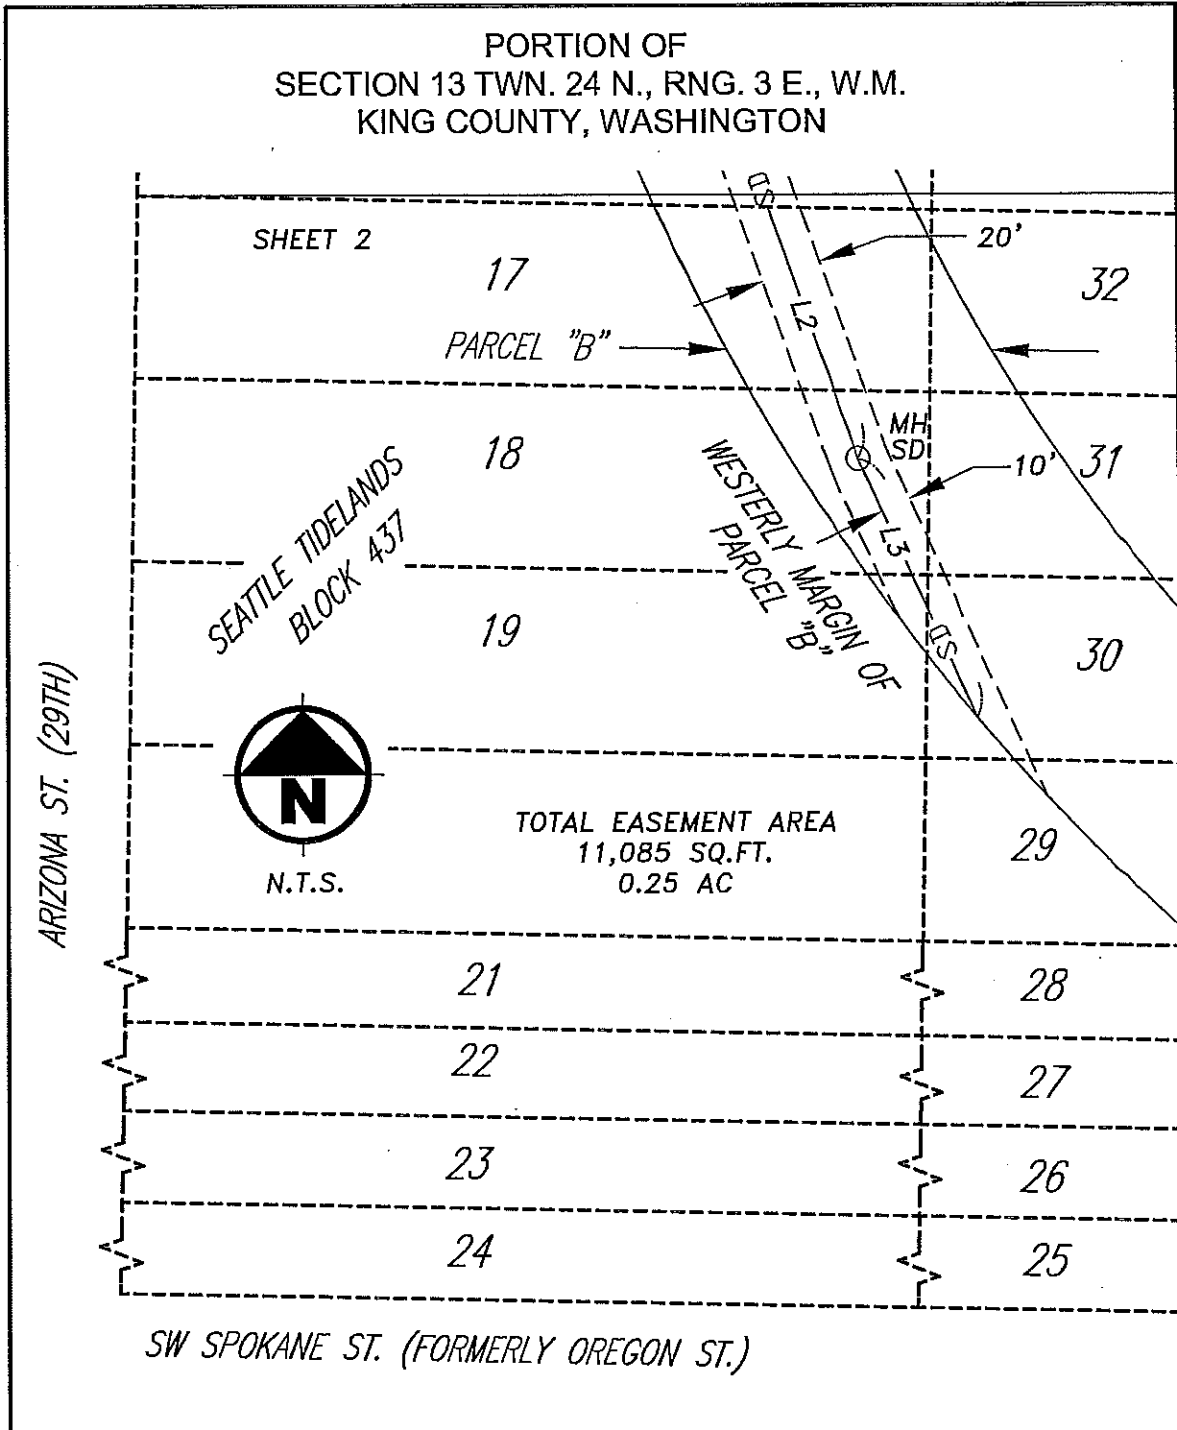 PORTION OF
SECTION 13 TWN. 24 N., RNG. 3 E., W.M.
KING COUNTY, WASHINGTON
SD
SHEET 2
20'
17
32
L2
PARCEL "B"
MH
SD
18
10'
31
SEATTLE TIDELANDS
BLOCK 437
WESTERLY MARGIN OF
PARCEL "B"
L3
19
SD
30
ARIZONA ST. (29TH)
N
N.T.S.
TOTAL EASEMENT AREA
11,085 SQ.FT.
0.25 AC
29
21
28
22
27
23
26
24
25
SW SPOKANE ST. (FORMERLY OREGON ST.)